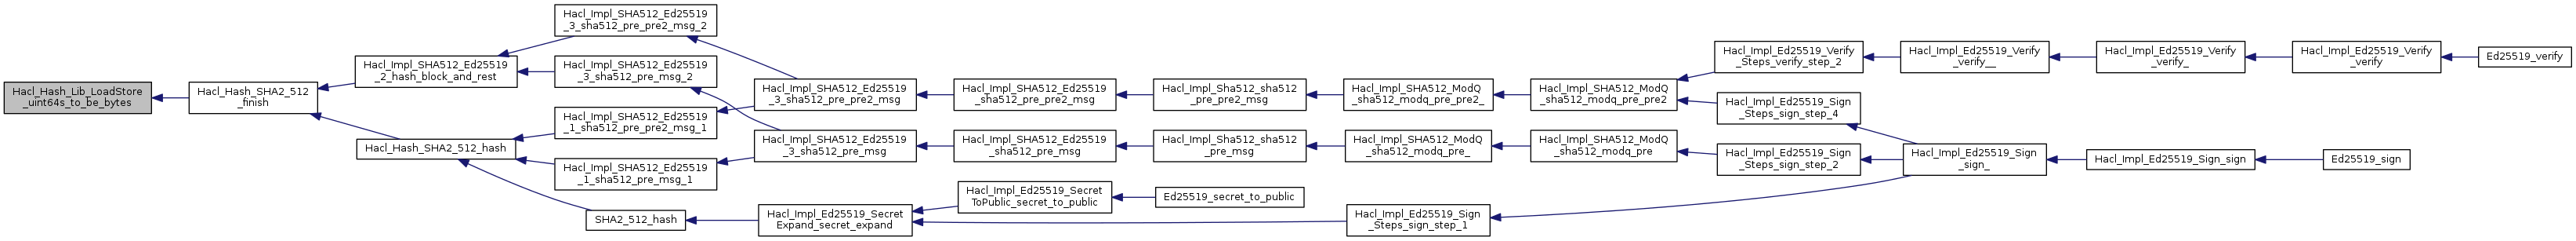 Hacl_Hash_Lib_LoadStore
_uint64s_to_be_bytes
Hacl_Hash_SHA2_512
_finish
Hacl_Impl_SHA512_Ed25519
_2_hash_block_and_rest
Hacl_Hash_SHA2_512_hash
Hacl_Impl_SHA512_Ed25519
_3_sha512_pre_pre2_msg_2
Hacl_Impl_SHA512_Ed25519
_3_sha512_pre_msg_2
Hacl_Impl_SHA512_Ed25519
_1_sha512_pre_pre2_msg_1
Hacl_Impl_SHA512_Ed25519
_1_sha512_pre_msg_1
SHA2_512_hash
Hacl_Impl_SHA512_Ed25519
_3_sha512_pre_pre2_msg
Hacl_Impl_SHA512_Ed25519
_3_sha512_pre_msg
Hacl_Impl_Ed25519_Secret
Expand_secret_expand
Hacl_Impl_SHA512_Ed25519
_sha512_pre_pre2_msg
Hacl_Impl_SHA512_Ed25519
_sha512_pre_msg
Hacl_Impl_Ed25519_Secret
ToPublic_secret_to_public
Hacl_Impl_Sha512_sha512
_pre_pre2_msg
Hacl_Impl_Sha512_sha512
_pre_msg
Ed25519_secret_to_public
Hacl_Impl_SHA512_ModQ
_sha512_modq_pre_pre2_
Hacl_Impl_SHA512_ModQ
_sha512_modq_pre_
Hacl_Impl_Ed25519_Sign
_Steps_sign_step_1
Hacl_Impl_SHA512_ModQ
_sha512_modq_pre_pre2
Hacl_Impl_SHA512_ModQ
_sha512_modq_pre
Hacl_Impl_Ed25519_Verify
_Steps_verify_step_2
Hacl_Impl_Ed25519_Sign
_Steps_sign_step_4
Hacl_Impl_Ed25519_Sign
_Steps_sign_step_2
Hacl_Impl_Ed25519_Verify
_verify__
Hacl_Impl_Ed25519_Sign
_sign_
Hacl_Impl_Ed25519_Verify
_verify_
Hacl_Impl_Ed25519_Sign_sign
Hacl_Impl_Ed25519_Verify
_verify
Ed25519_sign
Ed25519_verify